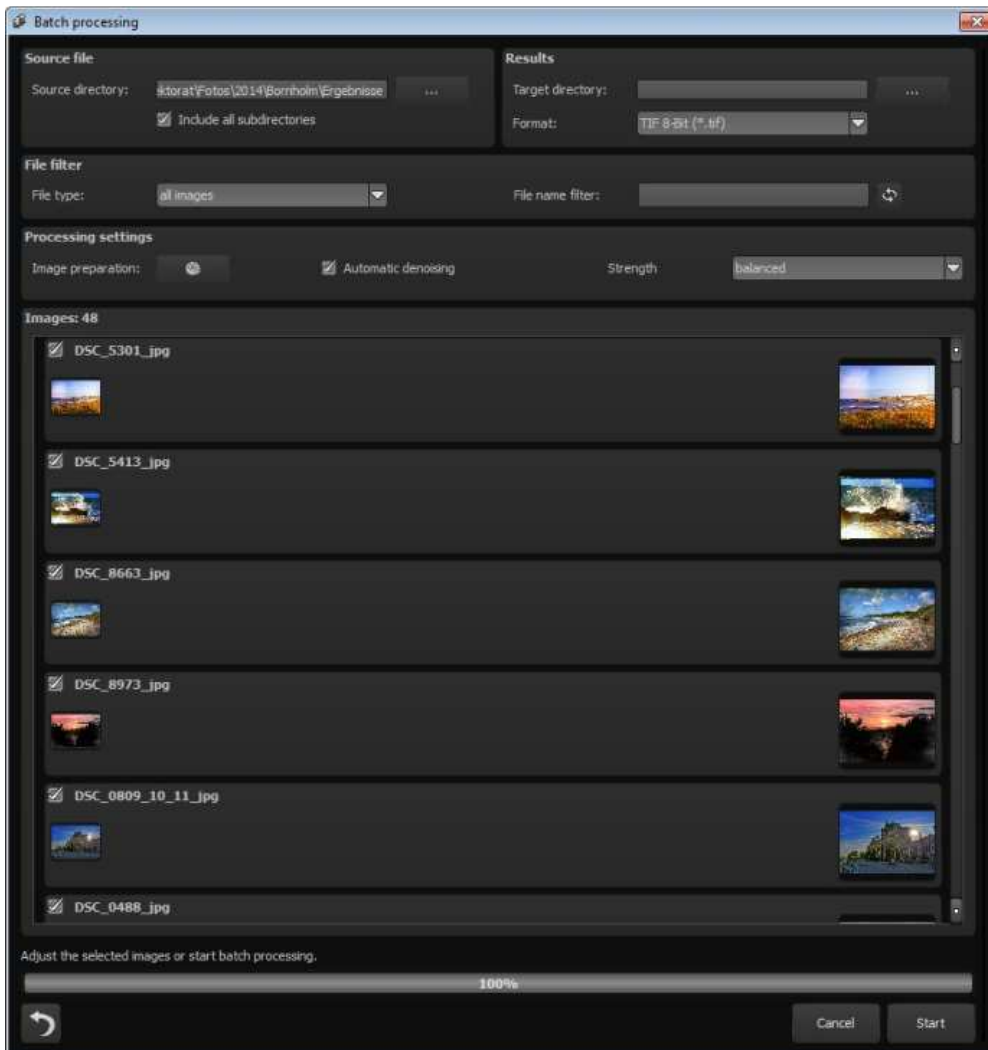 Batch processing
Source file
Results
Source directory: ktorat\Fotos\2014\Bornholm\Ergebnisse ...
Target directory: ...
Include all subdirectories
Format: TIF 8-Bit (*.tif)
File filter
File type: all images
File name filter:
Processing settings
Image preparation: Automatic denoising Strength balanced
Images: 48
DSC_5301_jpg
DSC_5413_jpg
DSC_8663_jpg
DSC_8973_jpg
DSC_0809_10_11_jpg
DSC_0488_jpg
Adjust the selected images or start batch processing.
100%
Cancel Start